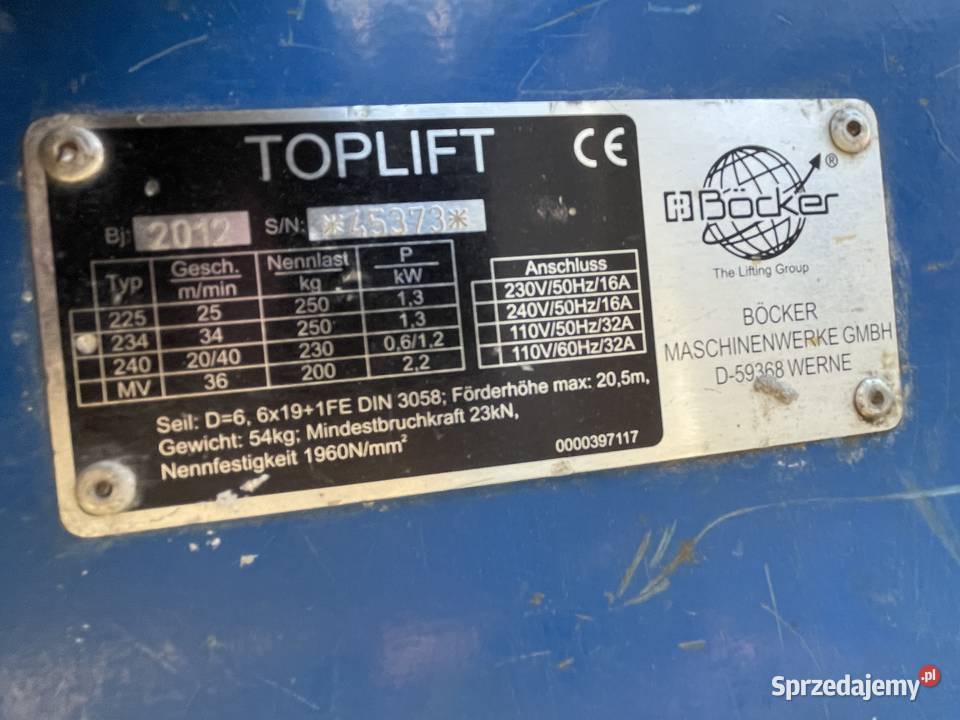 TOPLIFT CE
Bj: 2012 S/N: *45373*
Typ Gesch. m/min Nennlast kg P kW
225 25 250 1,3
234 34 250 1,3
240 20/40 230 0,6/1,2
MV 36 200 2,2
Anschluss
230V/50Hz/16A
240V/50Hz/16A
110V/50Hz/32A
110V/60Hz/32A
Seil: D=6, 6x19+1FE DIN 3058; Förderhöhe max: 20,5m,
Gewicht: 54kg; Mindestbruchkraft 23kN,
Nennfestigkeit 1960N/mm²
0000397117
Böcker®
The Lifting Group
BÖCKER
MASCHINENWERKE GMBH
D-59368 WERNE
Sprzedajemy.pl